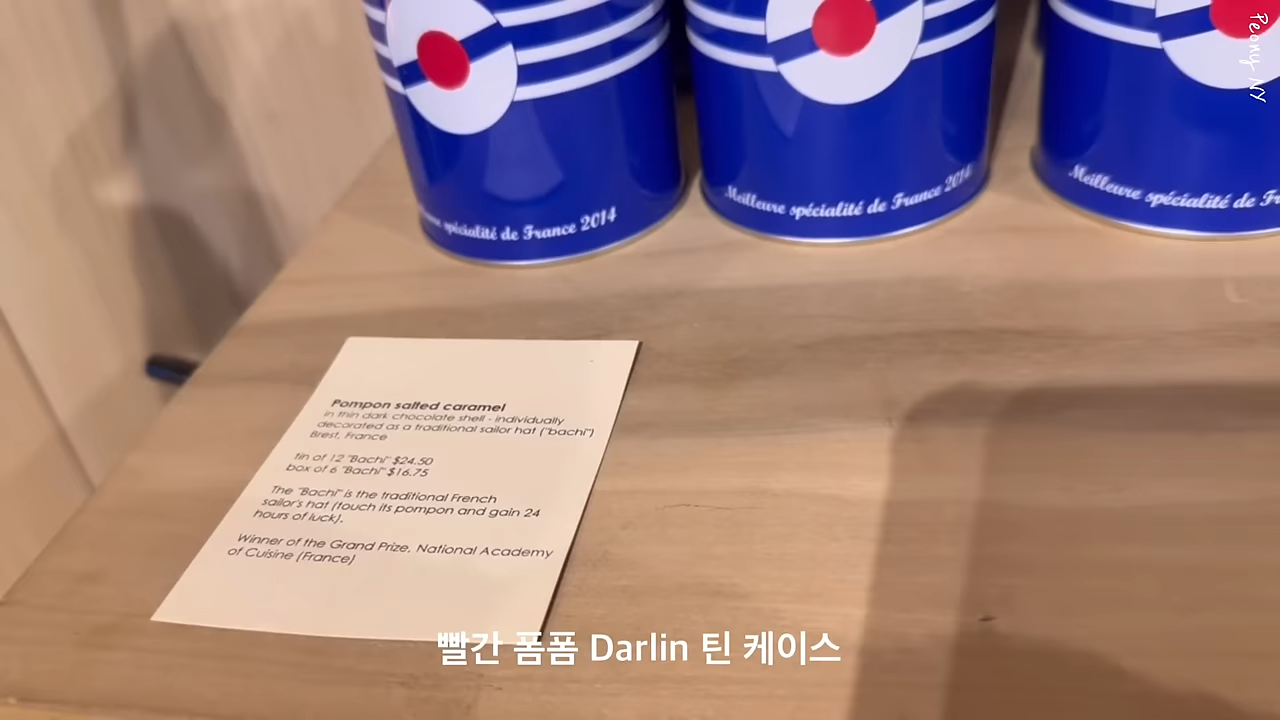 Peony NY
spécialité de France 2014
Meilleure spécialité de France 2014
Meilleure spécialité de
Pompon salted caramel
in thin dark chocolate shell - individually
decorated as a traditional sailor hat ("bachi")
Brest, France
tin of 12 "Bachi" $24.50
box of 6 "Bachi" $16.75
The "Bachi" is the traditional French
sailor's hat (touch its pompon and gain 24
hours of luck).
Winner of the Grand Prize, National Academy
of Cuisine (France)
빨간 폼폼 Darlin 틴 케이스